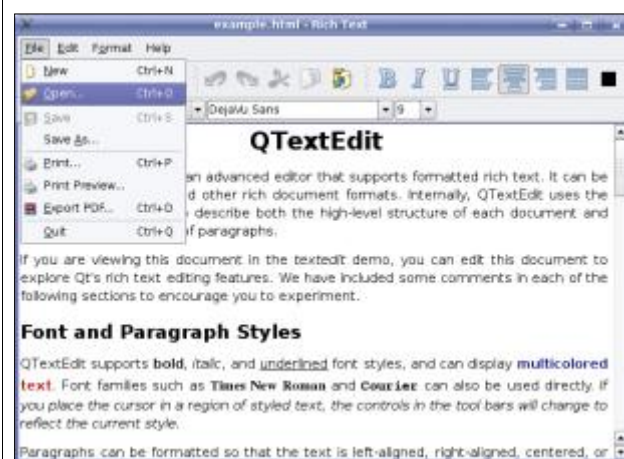 example.html - Rich Text
File Edit Format Help
New Ctrl+N
Open... Ctrl+O
Save Ctrl+S
Save As...
Print... Ctrl+P
Print Preview...
Export PDF... Ctrl+D
Quit Ctrl+Q
B I U
DejaVu Sans 9
QTextEdit
an advanced editor that supports formatted rich text. It can be
d other rich document formats. Internally, QTextEdit uses the
describe both the high-level structure of each document and
of paragraphs.
If you are viewing this document in the textedit demo, you can edit this document to
explore Qt's rich text editing features. We have included some comments in each of the
following sections to encourage you to experiment.
Font and Paragraph Styles
QTextEdit supports bold, italic, and underlined font styles, and can display multicolored
text. Font families such as Times New Roman and Courier can also be used directly. If
you place the cursor in a region of styled text, the controls in the tool bars will change to
reflect the current style.
Paragraphs can be formatted so that the text is left-aligned, right-aligned, centered, or